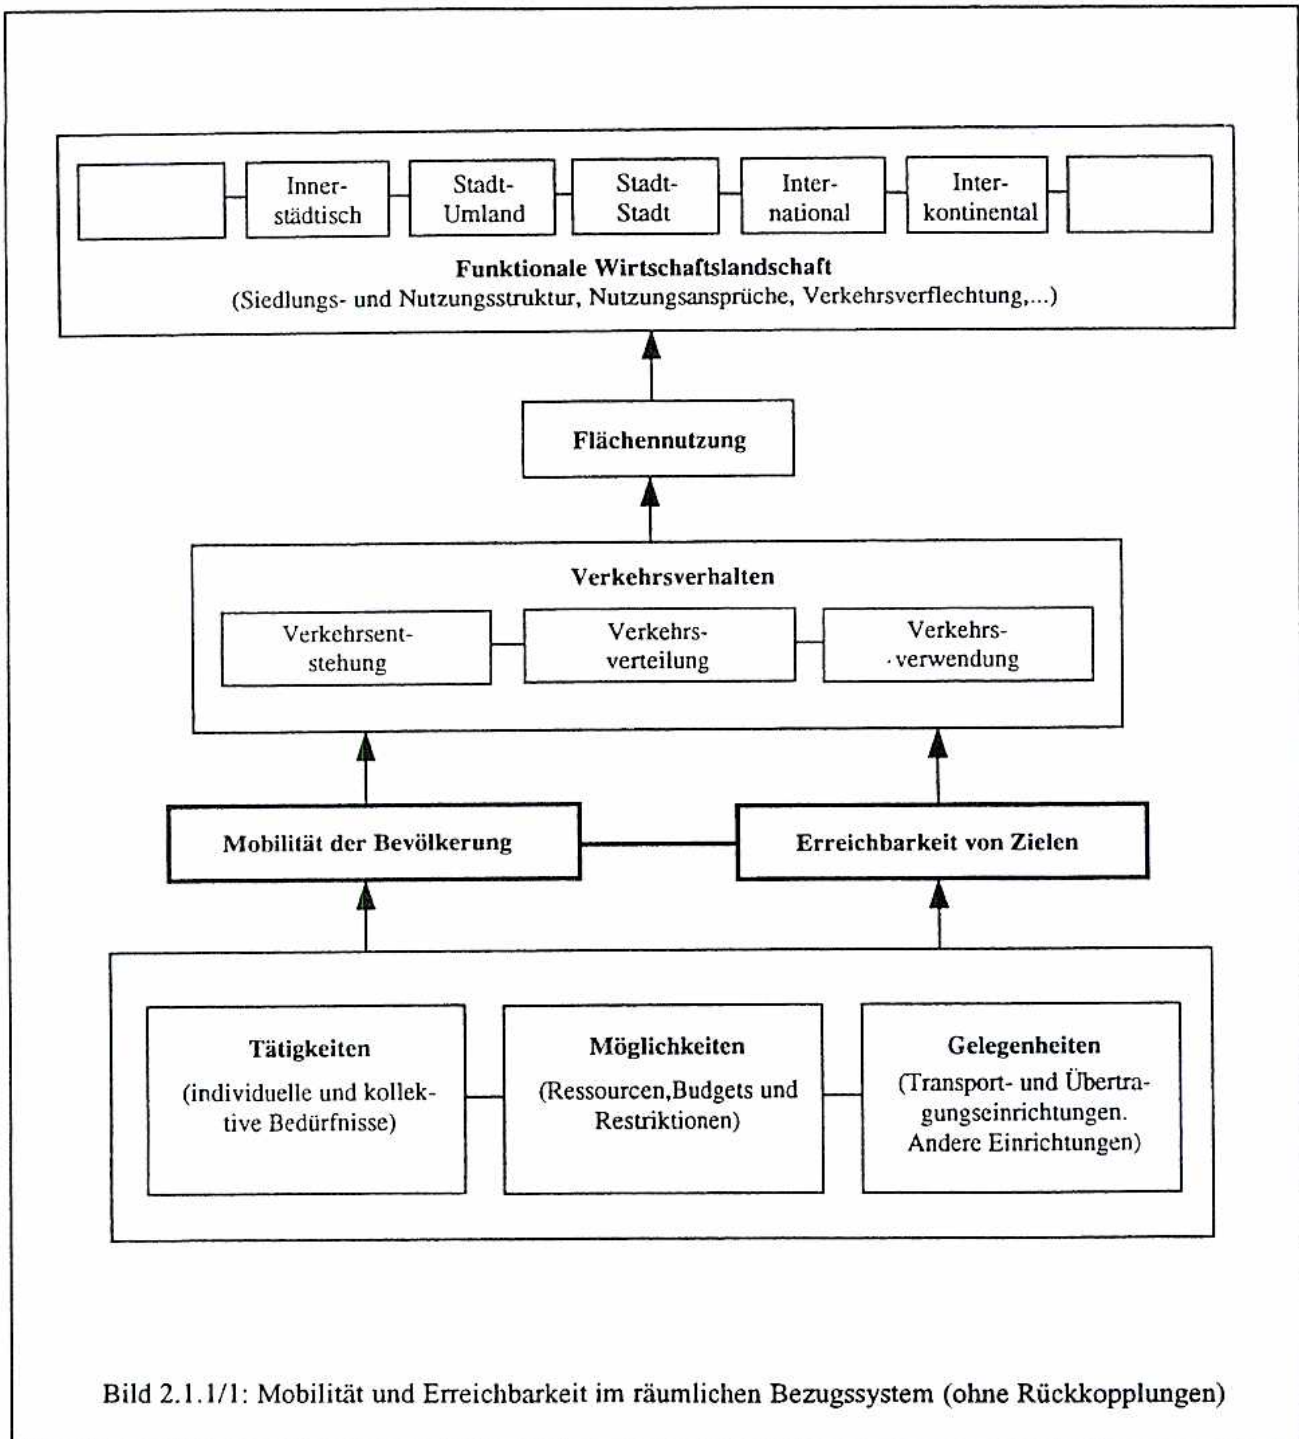 Inner-
städtisch
Stadt-
Umland
Stadt-
Stadt
Inter-
national
Inter-
kontinental
Funktionale Wirtschaftslandschaft
(Siedlungs- und Nutzungsstruktur, Nutzungsansprüche, Verkehrsverflechtung,...)
Flächennutzung
Verkehrsverhalten
Verkehrsent-
stehung
Verkehrs-
verteilung
Verkehrs-
verwendung
Mobilität der Bevölkerung
Erreichbarkeit von Zielen
Tätigkeiten
(individuelle und kollek-
tive Bedürfnisse)
Möglichkeiten
(Ressourcen,Budgets und
Restriktionen)
Gelegenheiten
(Transport- und Übertra-
gungseinrichtungen.
Andere Einrichtungen)
Bild 2.1.1/1: Mobilität und Erreichbarkeit im räumlichen Bezugssystem (ohne Rückkopplungen)